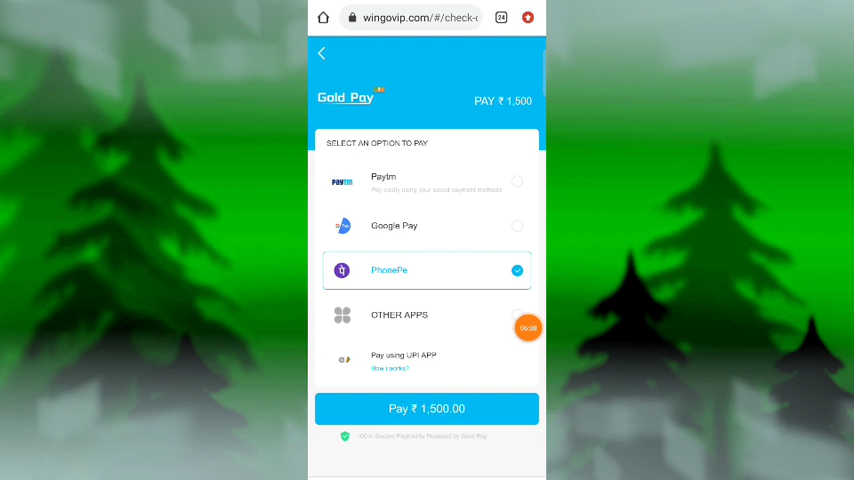 wingovip.com/#/check-
24
Gold Pay
PAY ₹ 1,500
SELECT AN OPTION TO PAY
Paytm
Paytm
Pay easily using your saved payment methods
Google Pay
PhonePe
OTHER APPS
Pay using UPI APP
How it works?
Pay ₹ 1,500.00
100% Secure Payments Powered by Gold Pay